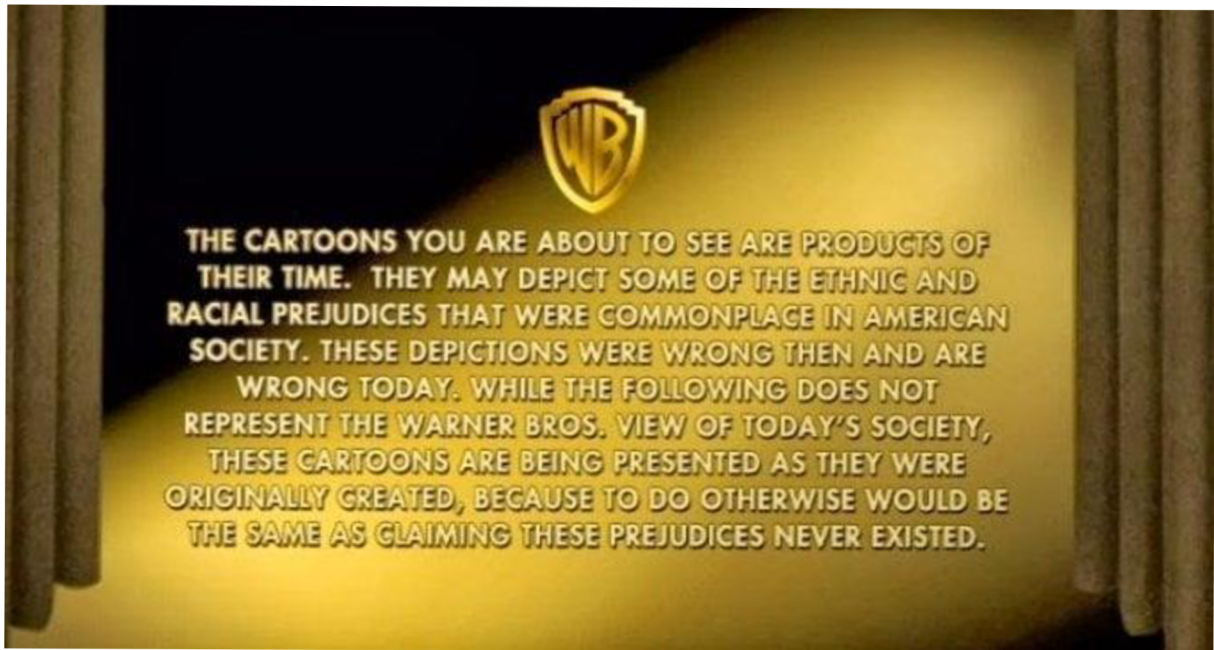 WB
THE CARTOONS YOU ARE ABOUT TO SEE ARE PRODUCTS OF
THEIR TIME. THEY MAY DEPICT SOME OF THE ETHNIC AND
RACIAL PREJUDICES THAT WERE COMMONPLACE IN AMERICAN
SOCIETY. THESE DEPICTIONS WERE WRONG THEN AND ARE
WRONG TODAY. WHILE THE FOLLOWING DOES NOT
REPRESENT THE WARNER BROS. VIEW OF TODAY'S SOCIETY,
THESE CARTOONS ARE BEING PRESENTED AS THEY WERE
ORIGINALLY CREATED, BECAUSE TO DO OTHERWISE WOULD BE
THE SAME AS CLAIMING THESE PREJUDICES NEVER EXISTED.